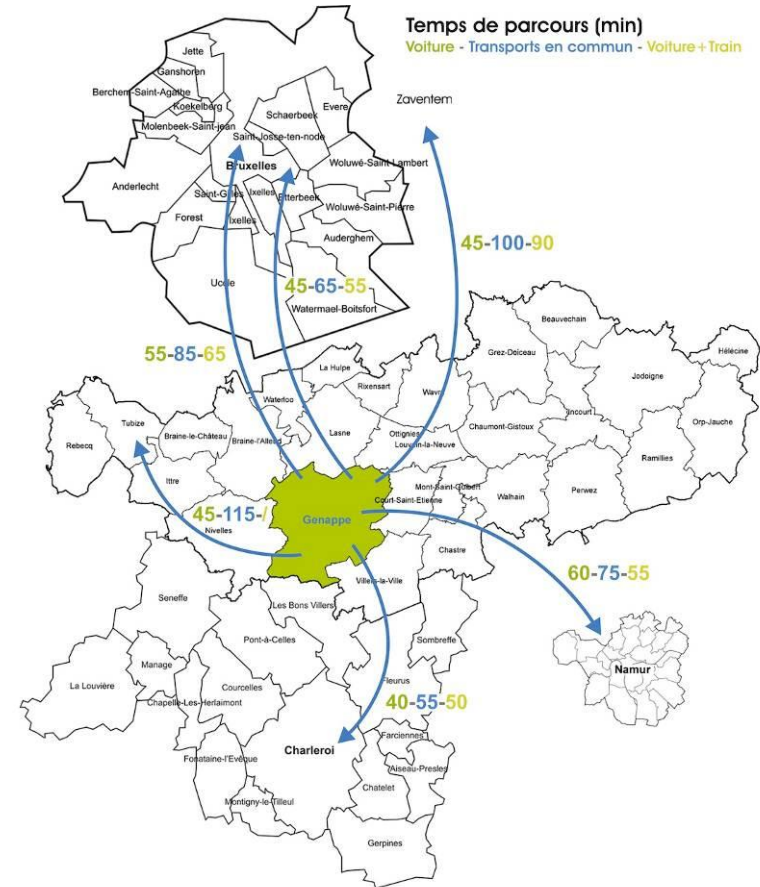 Temps de parcours (min)
Voiture - Transports en commun - Voiture+Train
Jette
Ganshoren
Berchem-Saint-Agathe
Koekelberg
Molenbeek-Saint-jean
Schaerbeek
Evere
Zaventem
Saint-Josse-ten-node
Bruxelles
Woluwé-Saint-Lambert
Anderlecht
Saint-Gilles
Ixelles
Etterbeek
Woluwé-Saint-Pierre
Forest
Ixelles
Auderghem
Uccle
Watermael-Boitsfort
45-65-55
45-100-90
55-85-65
Beauvechain
Grez-Doiceau
Hélécine
La Hulpe
Rixensart
Wavre
Jodoigne
Waterloo
Incourt
Orp-Jauche
Tubize
Rebecq
Braine-le-Château
Braine-l'Alleud
Lasne
Ottignies
Louvain-la-Neuve
Chaumont-Gistoux
Ramillies
Ittre
Mont-Saint-Guibert
Court-Saint-Etienne
Walhain
Perwez
45-115-/
Nivelles
Genappe
Chastre
60-75-55
Villers-la-Ville
Seneffe
Les Bons Villers
Pont-à-Celles
Sombreffe
Namur
Manage
La Louvière
Courcelles
Chapelle-Les-Herlaimont
Fleurus
40-55-50
Farciennes
Charleroi
Fonataine-l'Evêque
Aiseau-Presles
Chatelet
Montigny-le-Tilleul
Gerpines